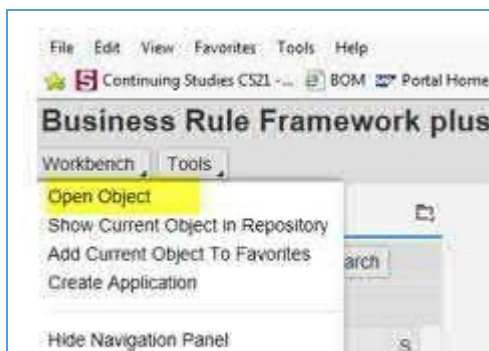 File Edit View Favorites Tools Help
S Continuing Studies CS21 -... BOM Portal Home
Business Rule Framework plus
Workbench Tools
Open Object
Show Current Object in Repository
Add Current Object To Favorites
arch
Create Application
Hide Navigation Panel
S